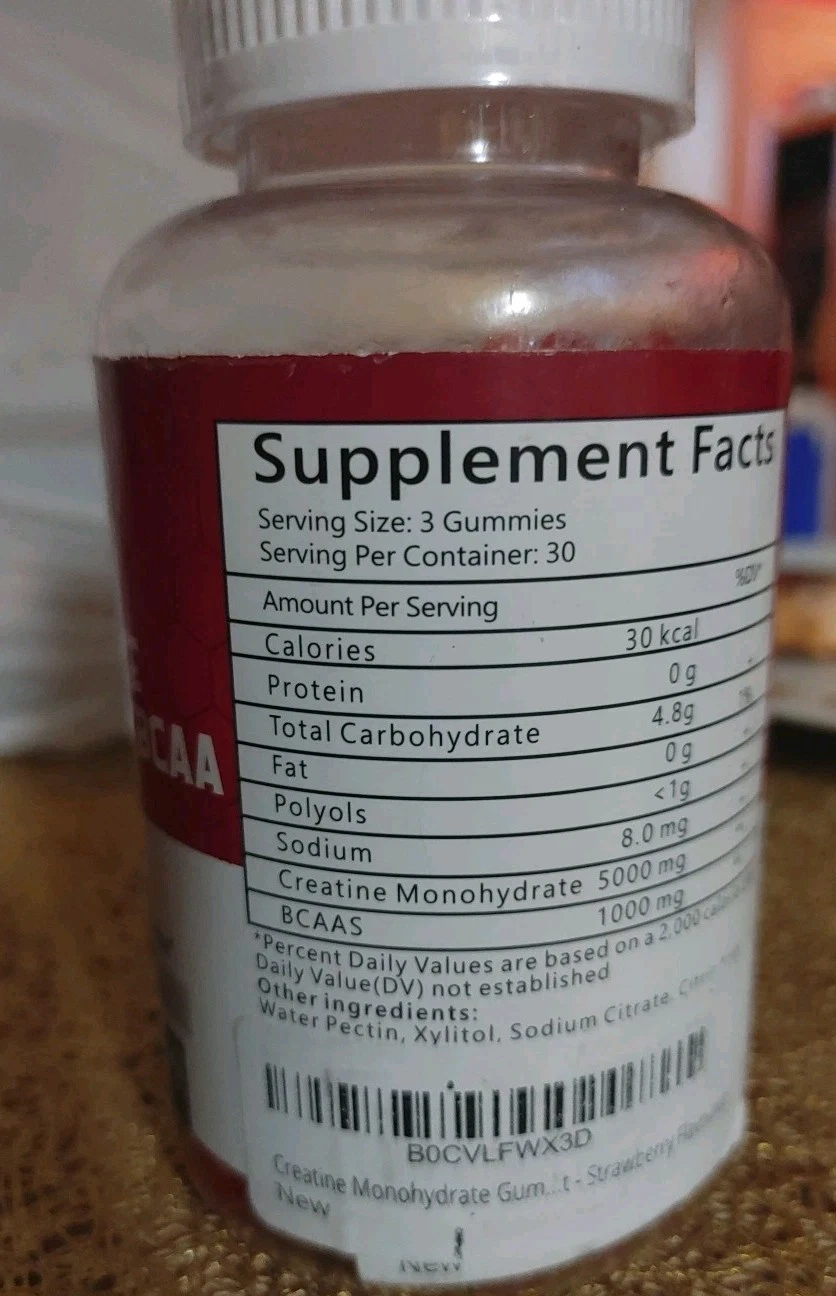 BCAA
Supplement Facts
Serving Size: 3 Gummies
Serving Per Container: 30
%DV*
Amount Per Serving
Calories 30 kcal
Protein 0 g
Total Carbohydrate 4.8g
Fat 0 g
Polyols <1g
Sodium 8.0 mg
Creatine Monohydrate 5000 mg
BCAAS 1000 mg
*Percent Daily Values are based on a 2,000
Daily Value(DV) not established
Other ingredients:
Water Pectin, Xylitol, Sodium Citrate,
B0CVLFWX3D
Creatine Monohydrate Gum...t - Strawberry
New
New